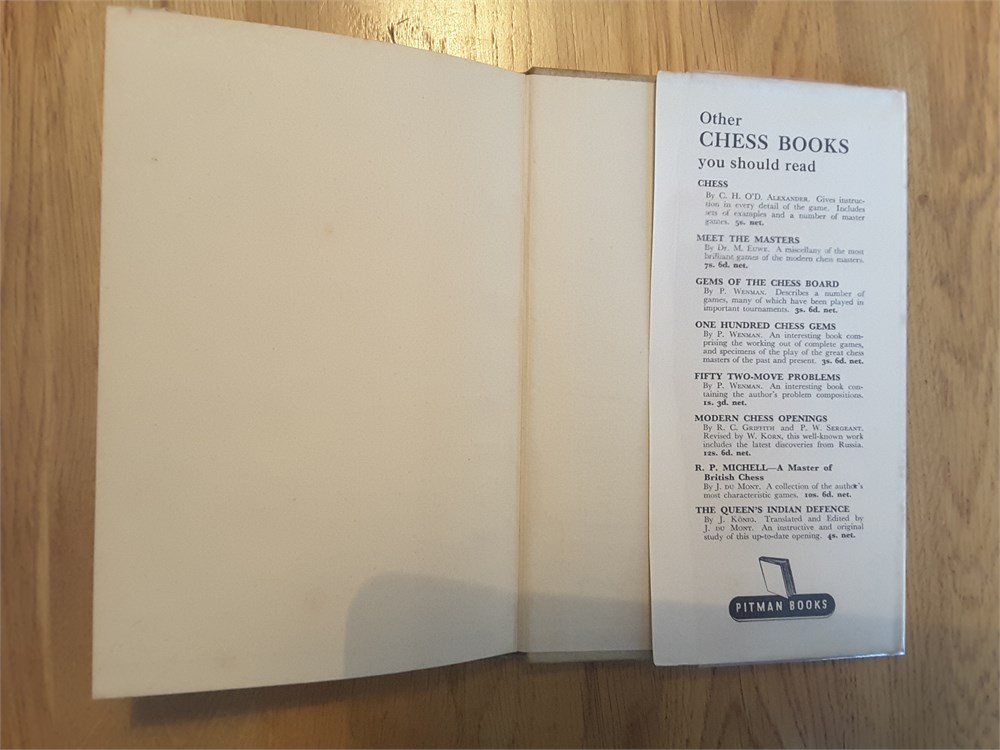 Other
CHESS BOOKS
you should read
CHESS
By C. H. O'D. ALEXANDER. Gives instruc-
tion in every detail of the game. Includes
sets of examples and a number of master
games. 5s. net.
MEET THE MASTERS
By Dr. M. EUWE. A miscellany of the most
brilliant games of the modern chess masters.
7s. 6d. net.
GEMS OF THE CHESS BOARD
By P. WENMAN. Describes a number of
games, many of which have been played in
important tournaments. 3s. 6d. net.
ONE HUNDRED CHESS GEMS
By P. WENMAN. An interesting book com-
prising the working out of complete games,
and specimens of the play of the great chess
masters of the past and present. 3s. 6d. net.
FIFTY TWO-MOVE PROBLEMS
By P. WENMAN. An interesting book con-
taining the author's problem compositions.
1s. 3d. net.
MODERN CHESS OPENINGS
By R. C. GRIFFITH and P. W. SERGEANT.
Revised by W. KORN, this well-known work
includes the latest discoveries from Russia.
12s. 6d. net.
R. P. MICHELL—A Master of
British Chess
By J. DU MONT. A collection of the author's
most characteristic games. 10s. 6d. net.
THE QUEEN'S INDIAN DEFENCE
By J. KÖNIG. Translated and Edited by
J. DU MONT. An instructive and original
study of this up-to-date opening. 4s. net.
PITMAN BOOKS